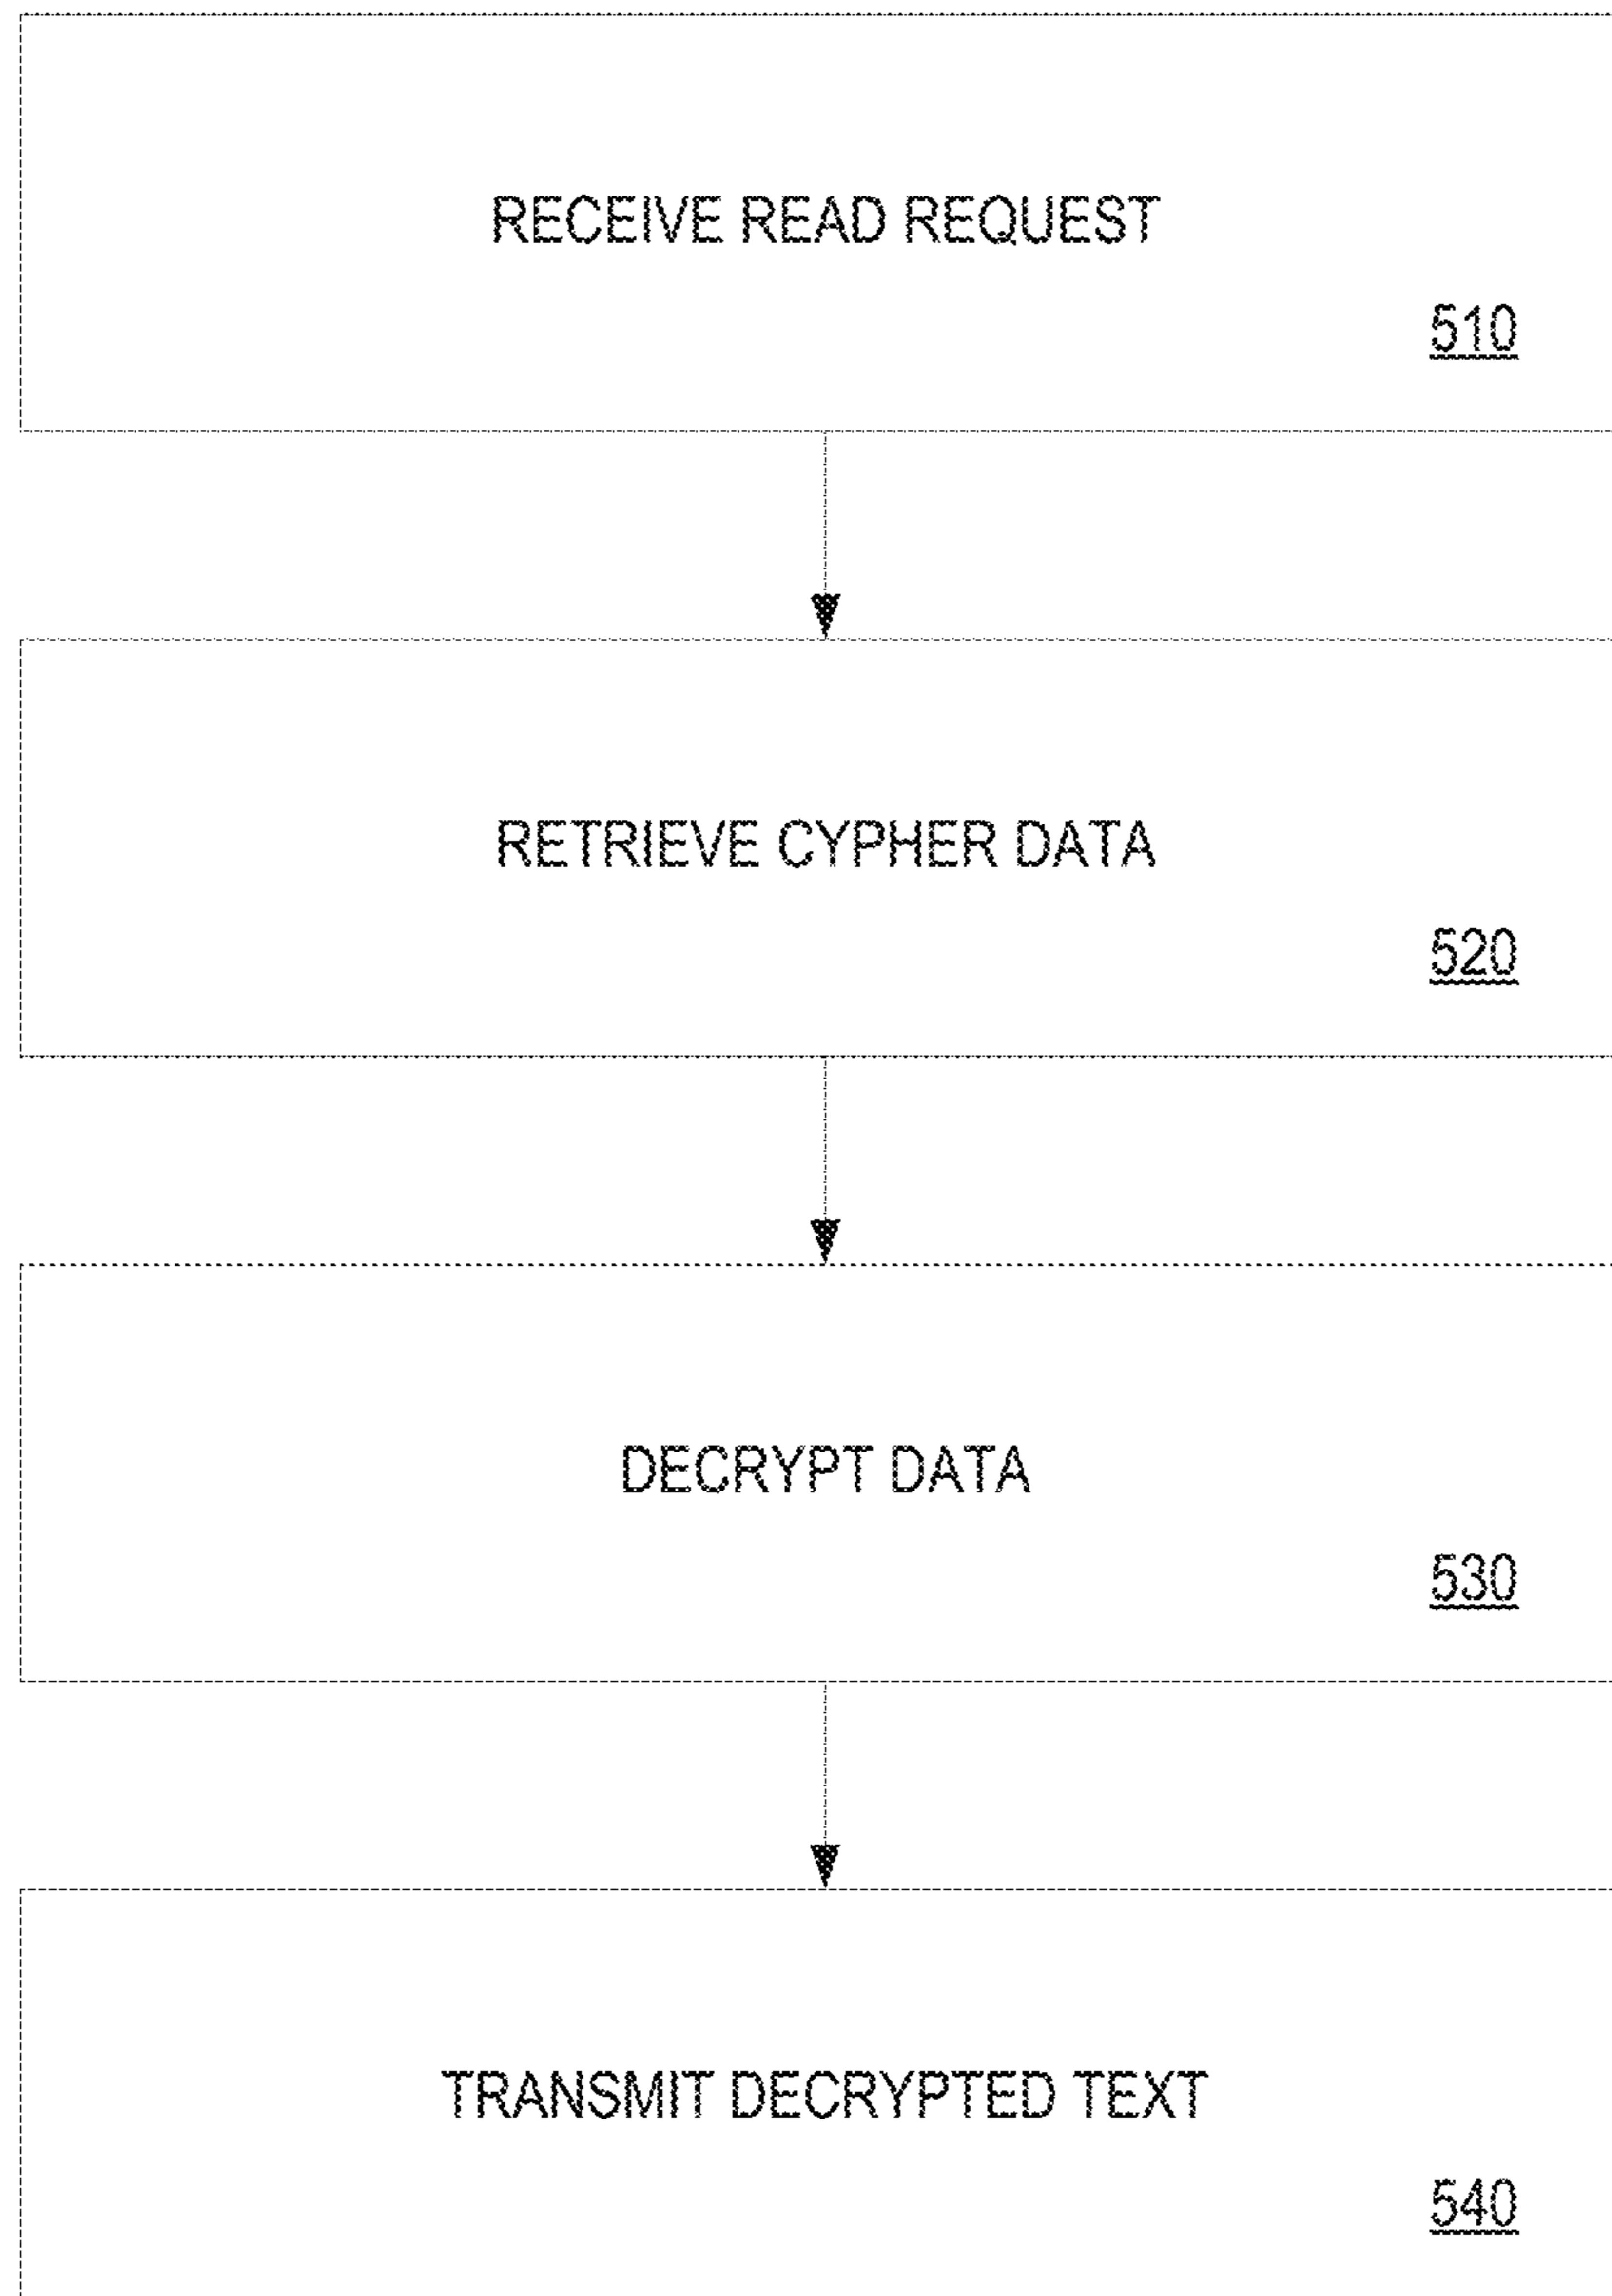 RECEIVE READ REQUEST
510
RETRIEVE CYPHER DATA
520
DECRYPT DATA
530
TRANSMIT DECRYPTED TEXT
540